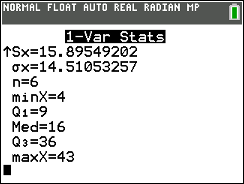 NORMAL FLOAT AUTO REAL RADIAN MP
1-Var Stats
↑Sx=15.89549202
σx=14.51053257
n=6
minX=4
Q₁=9
Med=16
Q₃=36
maxX=43